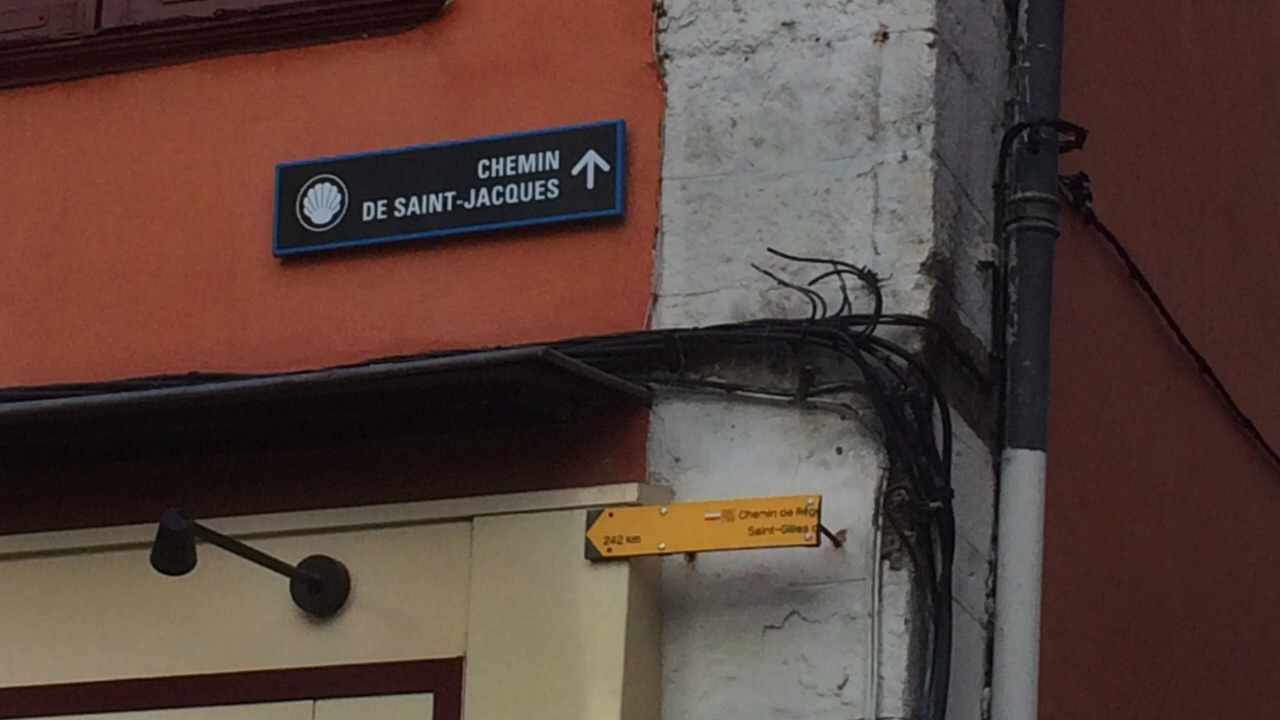 CHEMIN
DE SAINT-JACQUES
Chemin de Rég
Saint-Gilles d
242 km